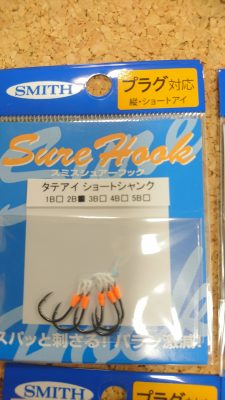 SMITH
プラグ対応
縦・ショートアイ
Sure Hook
スミスシュアーフック
タテアイ ショートシャンク
1B□ 2B■ 3B□ 4B□ 5B□
スパッと刺さる!バラシ激減!
SMITH
プラグ対応